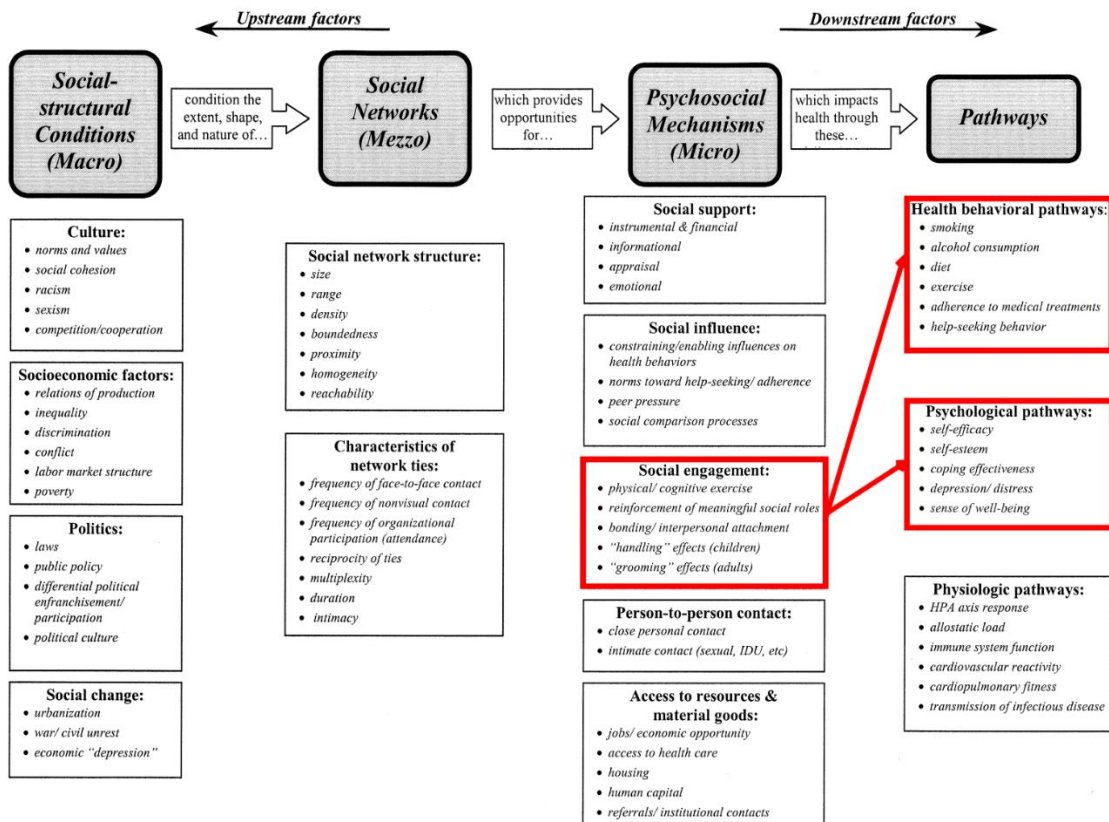 Upstream factors
Downstream factors
Social-
structural
Conditions
(Macro)
condition the
extent, shape,
and nature of…
Social
Networks
(Mezzo)
which provides
opportunities
for…
Psychosocial
Mechanisms
(Micro)
which impacts
health through
these…
Pathways
Culture:
• norms and values
• social cohesion
• racism
• sexism
• competition/cooperation
Socioeconomic factors:
• relations of production
• inequality
• discrimination
• conflict
• labor market structure
• poverty
Politics:
• laws
• public policy
• differential political
enfranchisement/
participation
• political culture
Social change:
• urbanization
• war/ civil unrest
• economic “depression”
Social network structure:
• size
• range
• density
• boundedness
• proximity
• homogeneity
• reachability
Characteristics of
network ties:
• frequency of face-to-face contact
• frequency of nonvisual contact
• frequency of organizational
participation (attendance)
• reciprocity of ties
• multiplexity
• duration
• intimacy
Social support:
• instrumental & financial
• informational
• appraisal
• emotional
Social influence:
• constraining/enabling influences on
health behaviors
• norms toward help-seeking/ adherence
• peer pressure
• social comparison processes
Social engagement:
• physical/ cognitive exercise
• reinforcement of meaningful social roles
• bonding/ interpersonal attachment
• “handling” effects (children)
• “grooming” effects (adults)
Person-to-person contact:
• close personal contact
• intimate contact (sexual, IDU, etc)
Access to resources &
material goods:
• jobs/ economic opportunity
• access to health care
• housing
• human capital
• referrals/ institutional contacts
Health behavioral pathways:
• smoking
• alcohol consumption
• diet
• exercise
• adherence to medical treatments
• help-seeking behavior
Psychological pathways:
• self-efficacy
• self-esteem
• coping effectiveness
• depression/ distress
• sense of well-being
Physiologic pathways:
• HPA axis response
• allostatic load
• immune system function
• cardiovascular reactivity
• cardiopulmonary fitness
• transmission of infectious disease